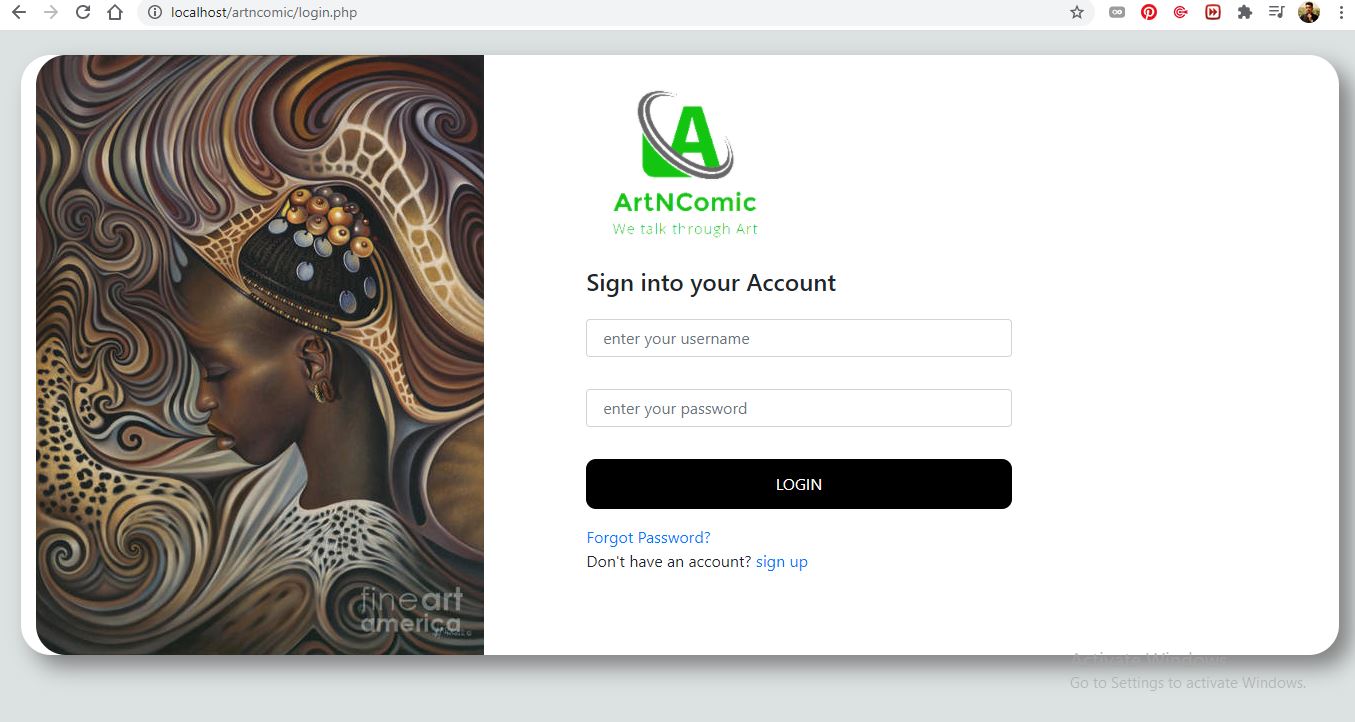 localhost/artncomic/login.php
A
ArtNComic
We talk through Art
Sign into your Account
enter your username
enter your password
LOGIN
Forgot Password?
Don't have an account? sign up
fineart
america
Activate Windows
Go to Settings to activate Windows.